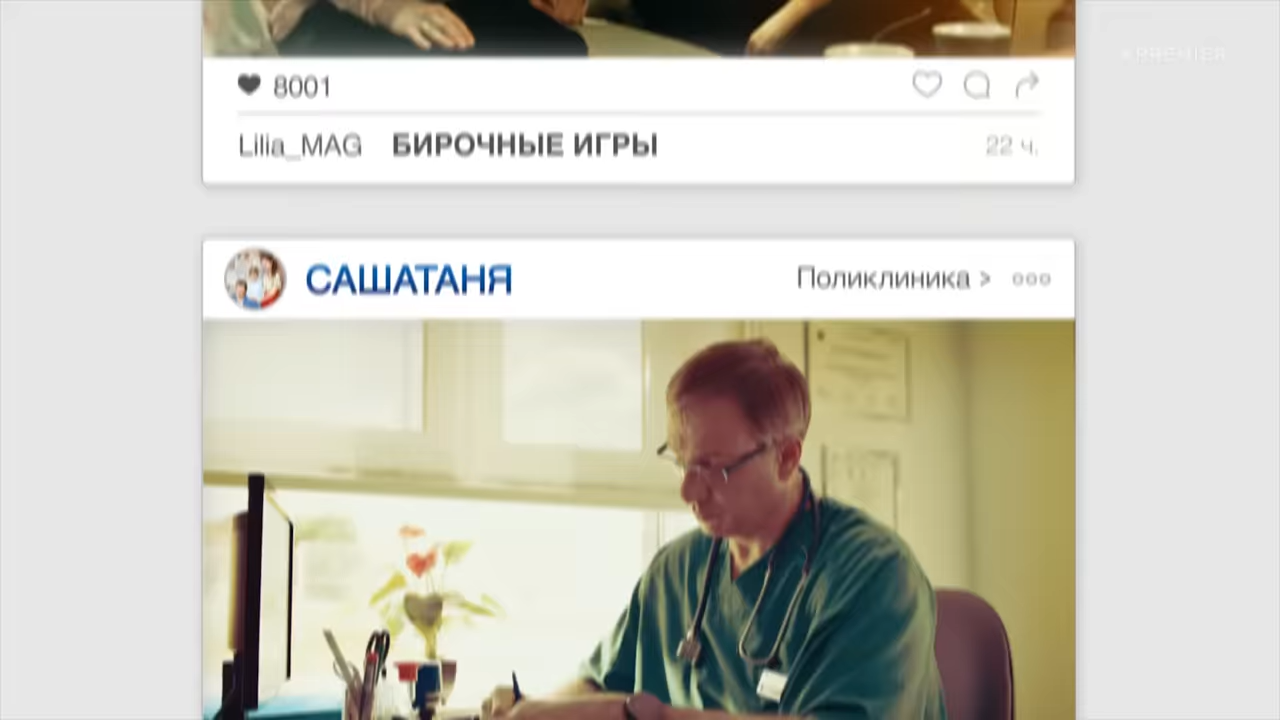 PREMIER
8001
Lilia_MAG БИРОЧНЫЕ ИГРЫ 22 ч.
САШАТАНЯ Поликлиника >